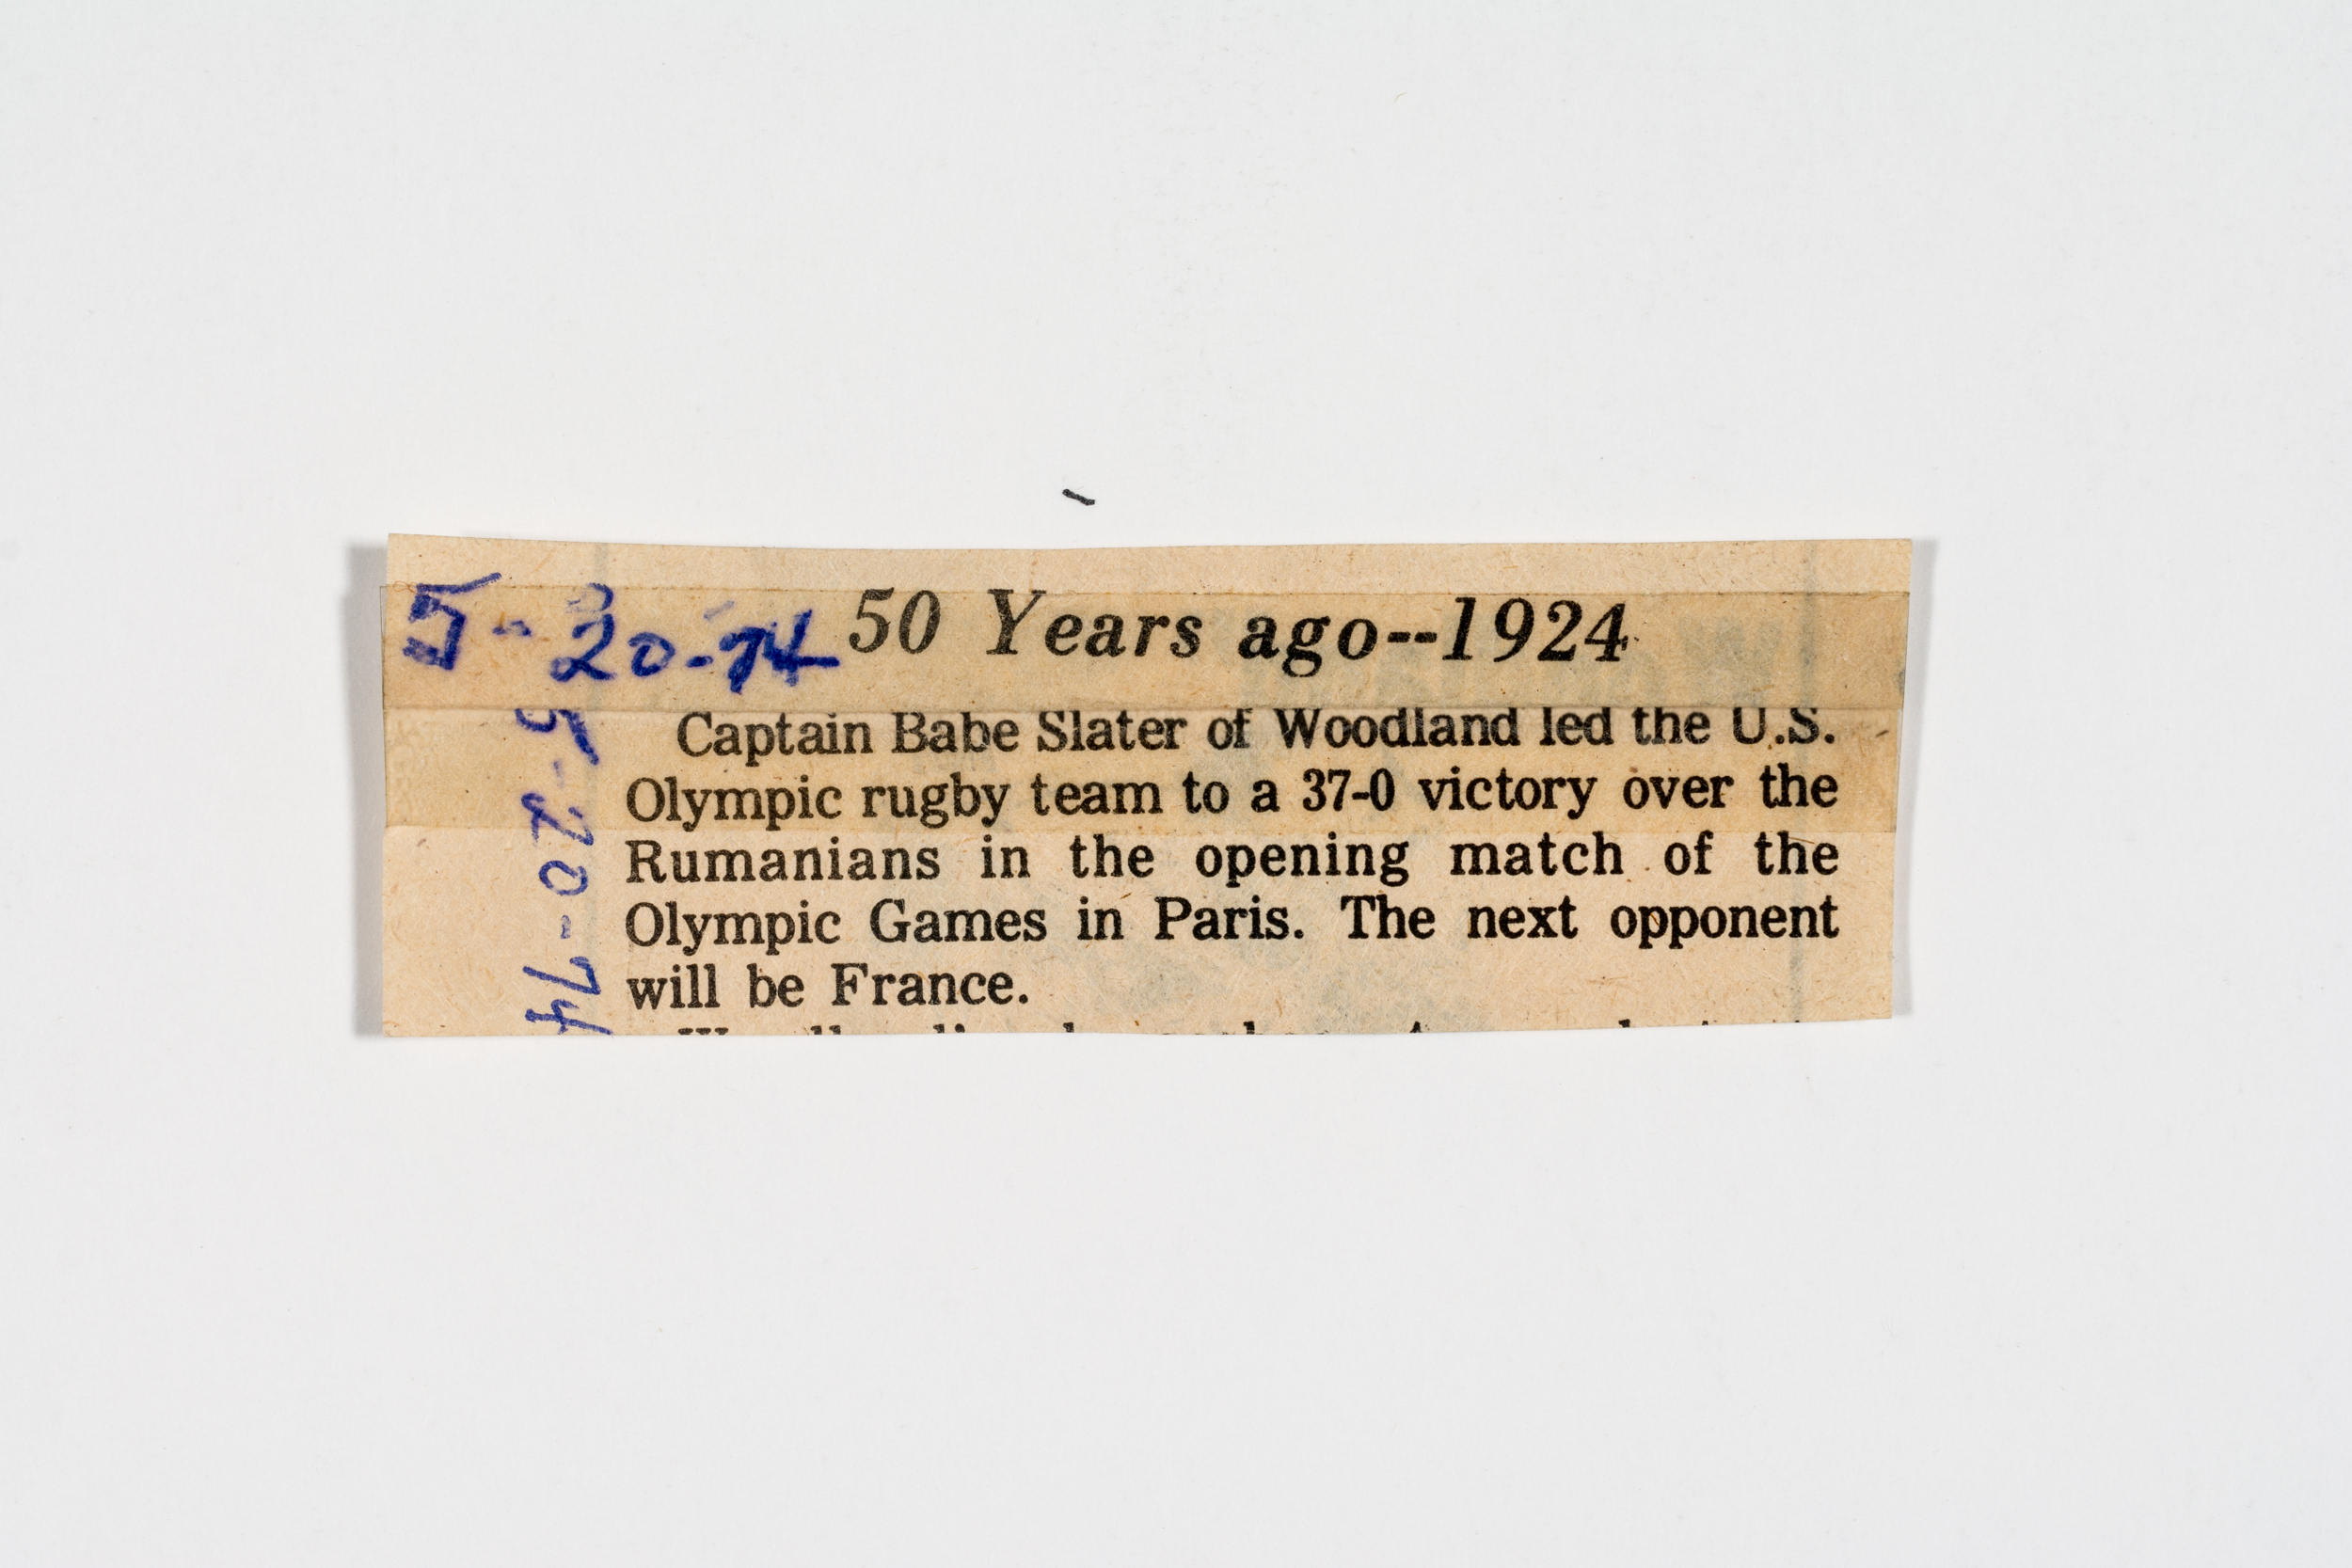 5-20-74 50 Years ago--1924
5-20-74
Captain Babe Slater of Woodland led the U.S.
Olympic rugby team to a 37-0 victory over the
Rumanians in the opening match of the
Olympic Games in Paris. The next opponent
will be France.